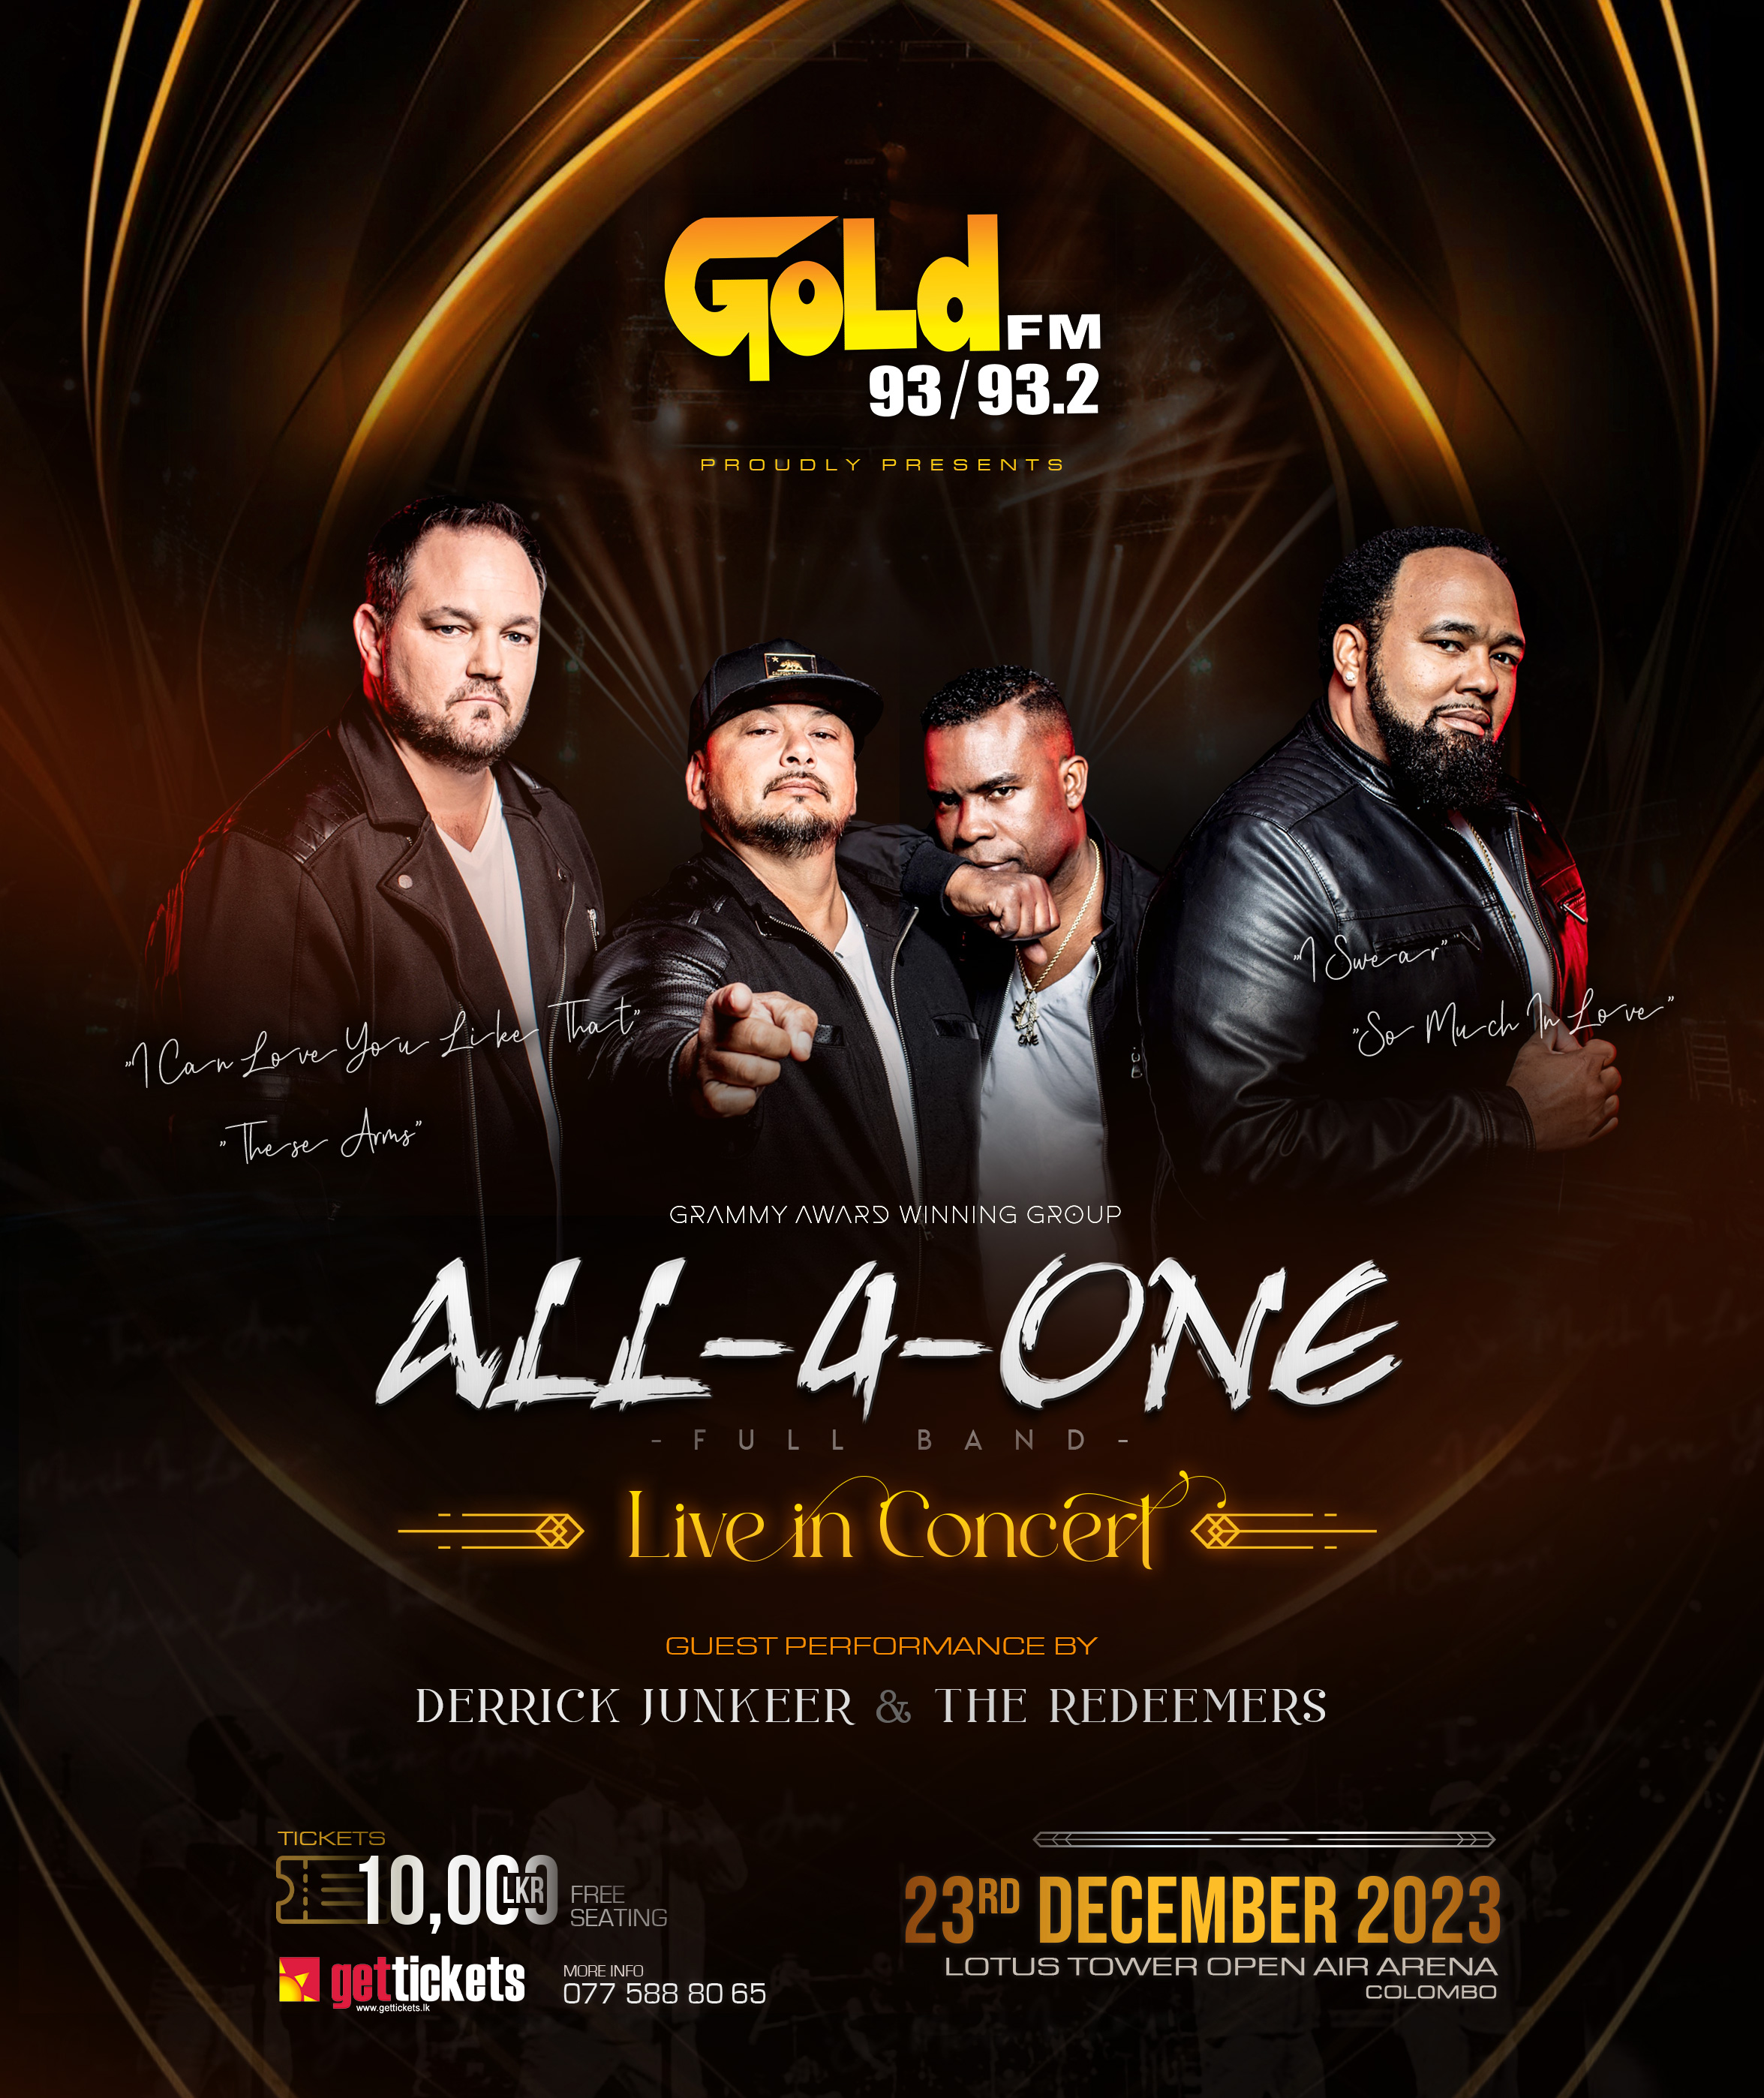 GoLd FM
93/93.2
PROUDLY PRESENTS
"I Can Love You Like That"
"These Arms"
"I Swear"
"So Much In Love"
GRAMMY AWARD WINNING GROUP
ALL-4-ONE
- FULL BAND -
Live in Concert
GUEST PERFORMANCE BY
DERRICK JUNKEER & THE REDEEMERS
TICKETS
10,000 LKR
FREE
SEATING
gettickets
www.gettickets.lk
MORE INFO
077 588 80 65
23RD DECEMBER 2023
LOTUS TOWER OPEN AIR ARENA
COLOMBO